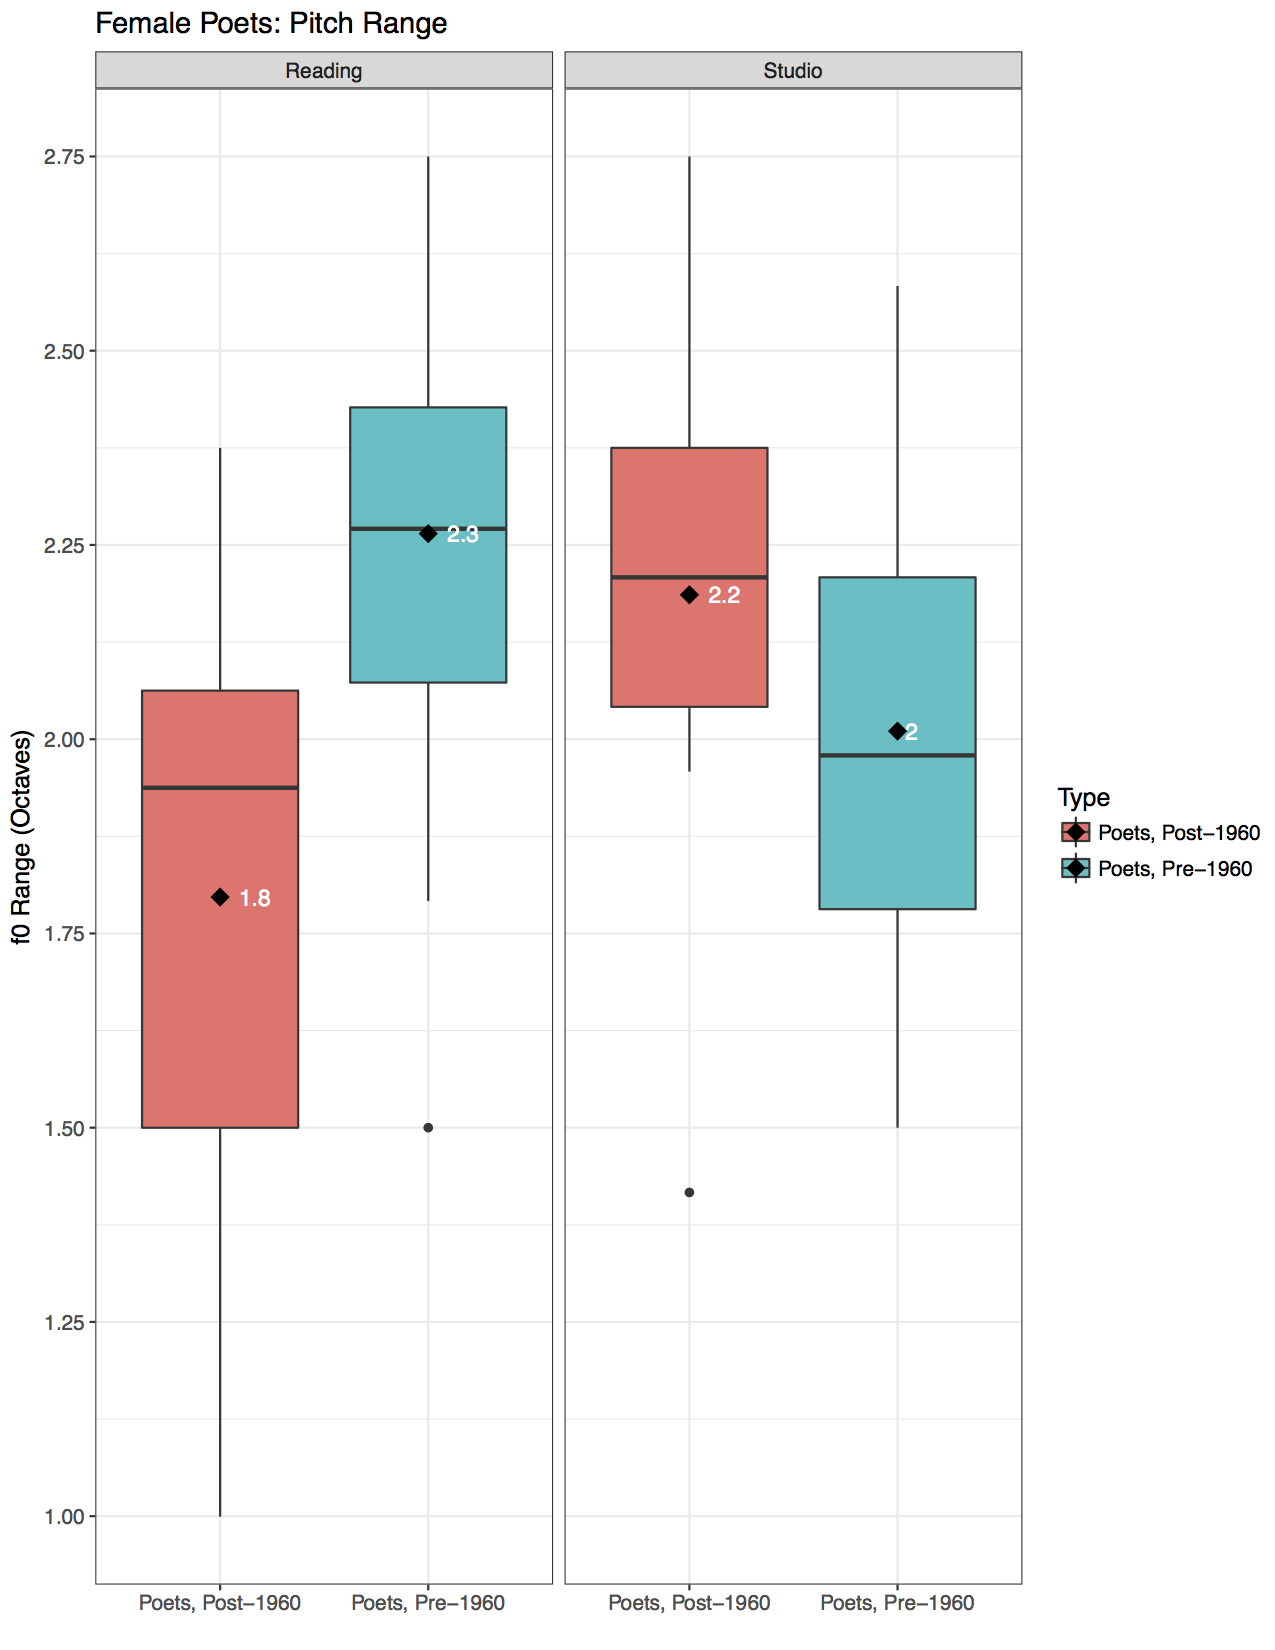 Female Poets: Pitch Range
Reading
Studio
2.75
2.50
2.25
2.00
1.75
1.50
1.25
1.00
f0 Range (Octaves)
1.8
2.3
2.2
2
Poets, Post−1960
Poets, Pre−1960
Poets, Post−1960
Poets, Pre−1960
Type
Poets, Post−1960
Poets, Pre−1960